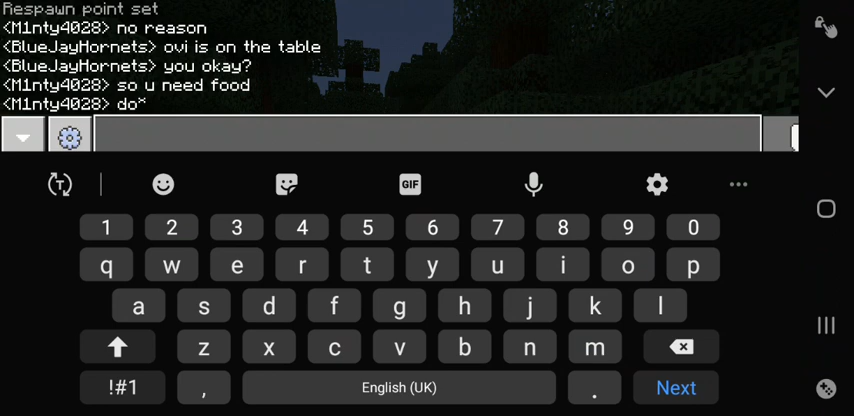 Respawn point set
<M1nty4028> no reason
<BlueJayHornets> ovi is on the table
<BlueJayHornets> you okay?
<M1nty4028> so u need food
<M1nty4028> do*
T
GIF
1 2 3 4 5 6 7 8 9 0
q w e r t y u i o p
a s d f g h j k l
z x c v b n m
!#1 , English (UK) . Next